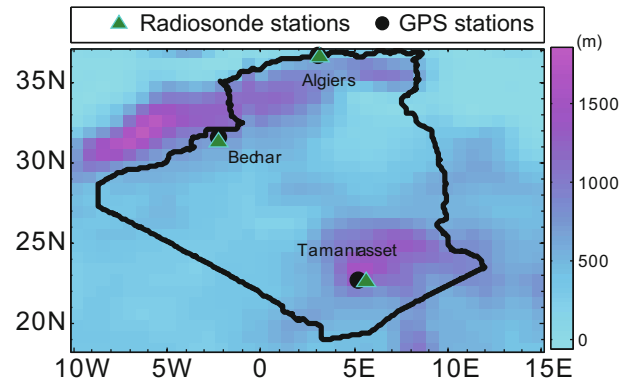 Radiosonde stations GPS stations
(m)
35N
30N
25N
20N
10W 5W 0 5E 10E 15E
Algiers
Bechar
Tamanrasset
1500
1000
500
0